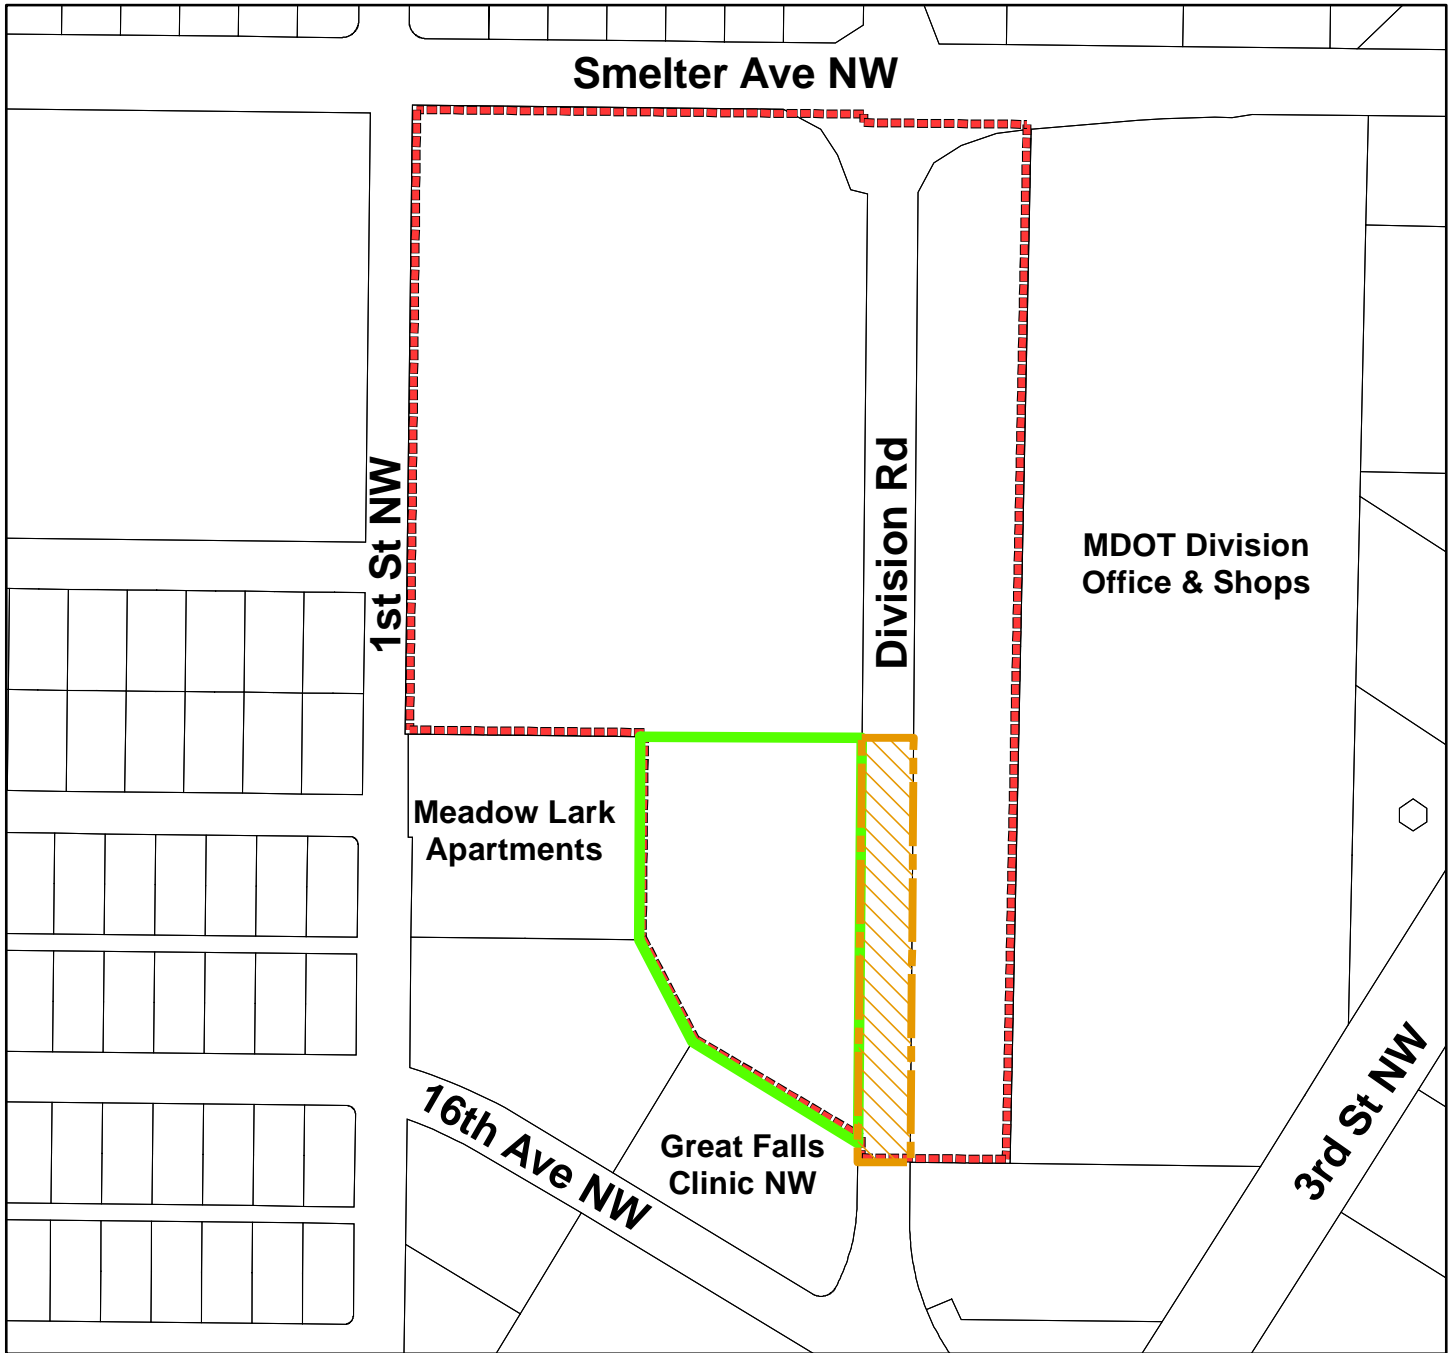 Smelter Ave NW
1st St NW
Division Rd
MDOT Division
Office & Shops
Meadow Lark
Apartments
16th Ave NW
Great Falls
Clinic NW
3rd St NW